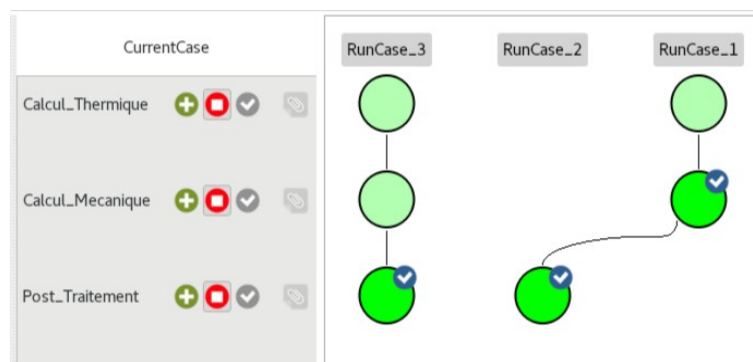 CurrentCase
RunCase_3
RunCase_2
RunCase_1
Calcul_Thermique
Calcul_Mecanique
Post_Traitement